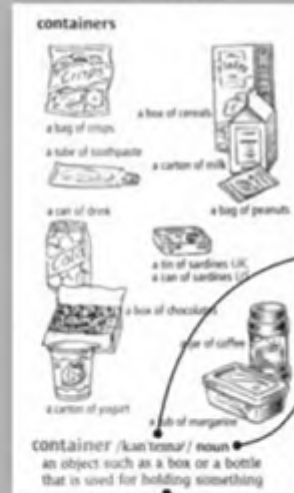 containers
Crisps
a bag of crisps
a box of cereals
a tube of toothpaste
a carton of milk
a can of drink
a bag of peanuts
a tin of sardines UK,
a can of sardines US
a box of chocolates
a jar of coffee
a carton of yogurt
a tub of margarine
container /kənˈteɪnəʳ/ noun
an object such as a box or a bottle
that is used for holding something